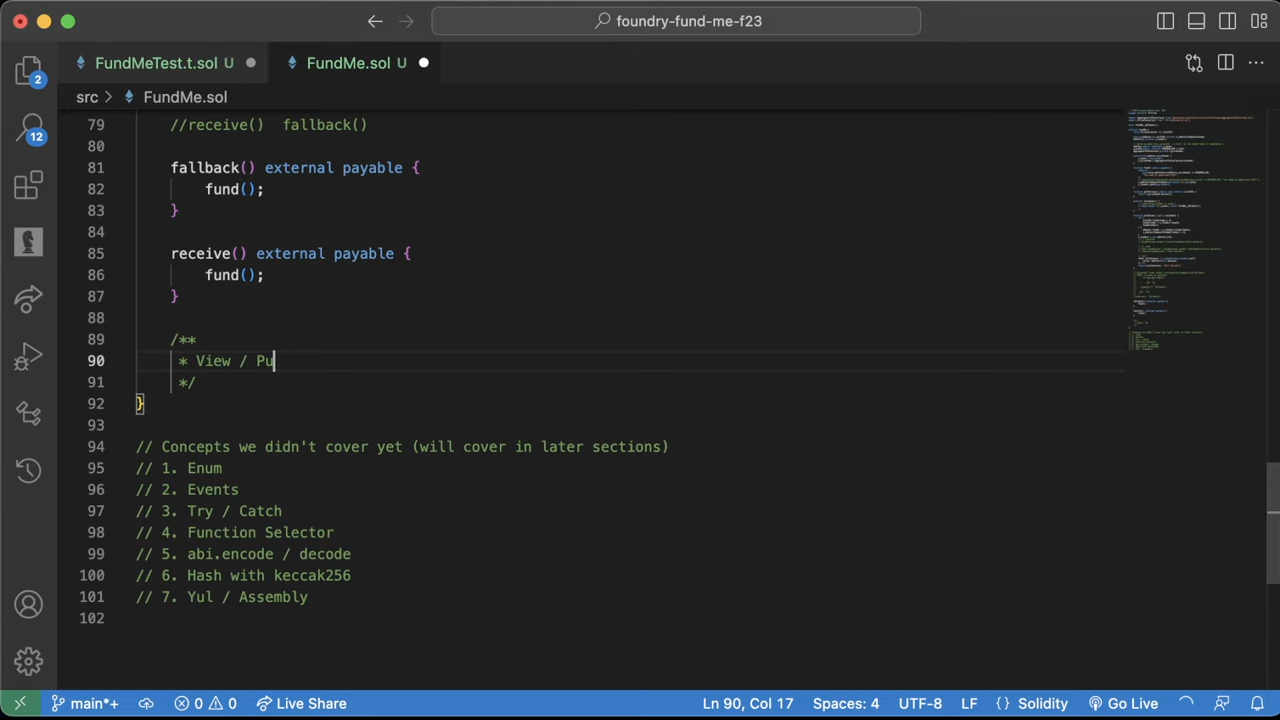 foundry-fund-me-f23
FundMeTest.t.sol U
FundMe.sol U
src > FundMe.sol
2
12
79 //receive() fallback()
80
81 fallback() external payable {
82 fund();
83 }
84
85 receive() external payable {
86 fund();
87 }
88
89 /**
90 * View / Pu
91 */
92 }
93
94 // Concepts we didn't cover yet (will cover in later sections)
95 // 1. Enum
96 // 2. Events
97 // 3. Try / Catch
98 // 4. Function Selector
99 // 5. abi.encode / decode
100 // 6. Hash with keccak256
101 // 7. Yul / Assembly
102
main*+ 0 0 Live Share Ln 90, Col 17 Spaces: 4 UTF-8 LF {} Solidity Go Live